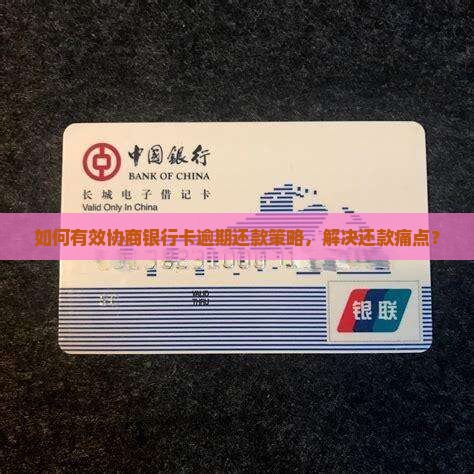 中国银行
BANK OF CHINA
长城电子借记卡
Valid Only In China
如何有效协商银行卡逾期还款策略，解决还款痛点？
VALID
THRU
银联